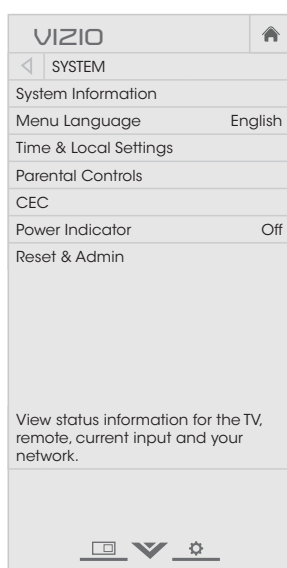 VIZIO
SYSTEM
System Information
Menu Language English
Time & Local Settings
Parental Controls
CEC
Power Indicator Off
Reset & Admin
View status information for the TV,
remote, current input and your
network.